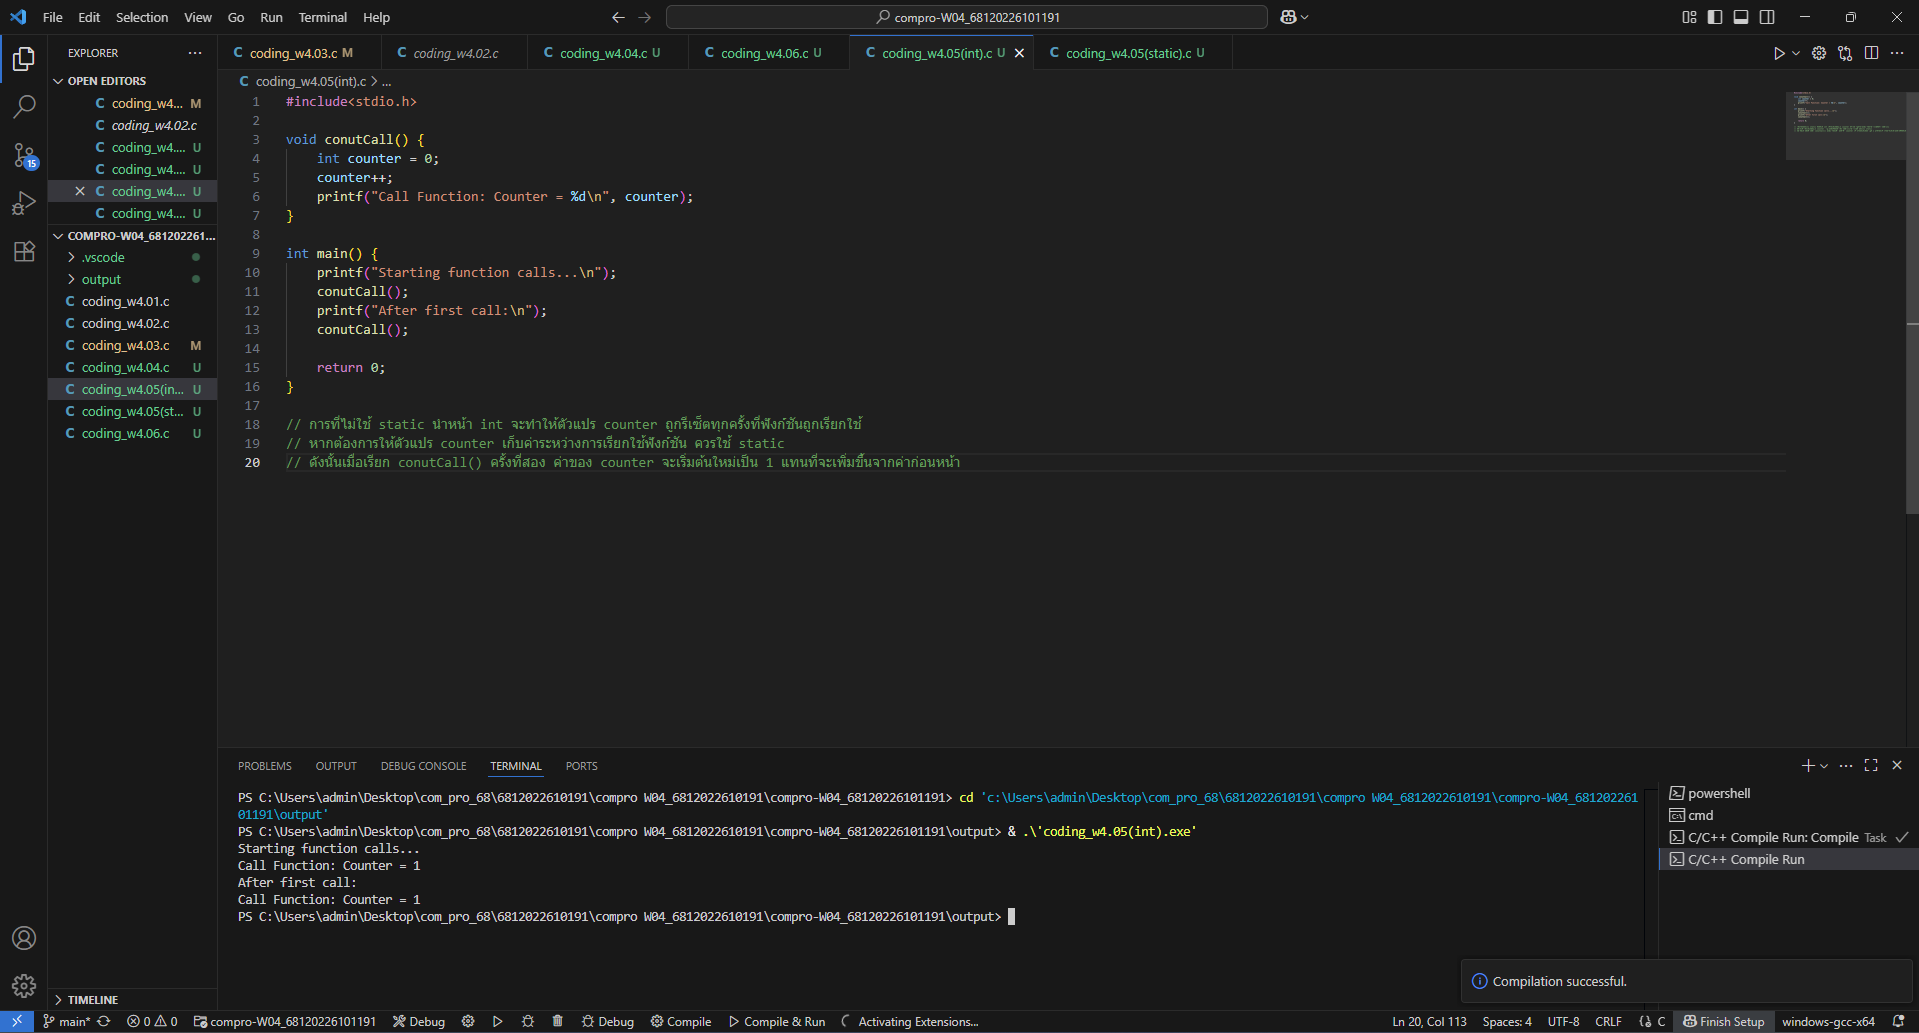 File Edit Selection View Go Run Terminal Help
compro-W04_68120226101191
EXPLORER
OPEN EDITORS
C coding_w4... M
C coding_w4.02.c
C coding_w4.... U
C coding_w4.... U
C coding_w4.... U
C coding_w4.... U
COMPRO-W04_681202261...
.vscode
output
C coding_w4.01.c
C coding_w4.02.c
C coding_w4.03.c M
C coding_w4.04.c U
C coding_w4.05(in... U
C coding_w4.05(st... U
C coding_w4.06.c U
TIMELINE
15
C coding_w4.03.c M C coding_w4.02.c C coding_w4.04.c U C coding_w4.06.c U C coding_w4.05(int).c U C coding_w4.05(static).c U
C coding_w4.05(int).c > ...
1 #include<stdio.h>
2
3 void conutCall() {
4 int counter = 0;
5 counter++;
6 printf("Call Function: Counter = %d\n", counter);
7 }
8
9 int main() {
10 printf("Starting function calls...\n");
11 conutCall();
12 printf("After first call:\n");
13 conutCall();
14
15 return 0;
16 }
17
18 // การที่ไม่ใช้ static นำหน้า int จะทำให้ตัวแปร counter ถูกรีเซ็ตทุกครั้งที่ฟังก์ชันถูกเรียกใช้
19 // หากต้องการให้ตัวแปร counter เก็บค่าระหว่างการเรียกใช้ฟังก์ชัน ควรใช้ static
20 // ดังนั้นเมื่อเรียก conutCall() ครั้งที่สอง ค่าของ counter จะเริ่มต้นใหม่เป็น 1 แทนที่จะเพิ่มขึ้นจากค่าก่อนหน้า
PROBLEMS OUTPUT DEBUG CONSOLE TERMINAL PORTS
PS C:\Users\admin\Desktop\com_pro_68\6812022610191\compro W04_6812022610191\compro-W04_68120226101191> cd 'c:\Users\admin\Desktop\com_pro_68\6812022610191\compro W04_6812022610191\compro-W04_681202261
01191\output'
PS C:\Users\admin\Desktop\com_pro_68\6812022610191\compro W04_6812022610191\compro-W04_68120226101191\output> & .\'coding_w4.05(int).exe'
Starting function calls...
Call Function: Counter = 1
After first call:
Call Function: Counter = 1
PS C:\Users\admin\Desktop\com_pro_68\6812022610191\compro W04_6812022610191\compro-W04_68120226101191\output>
powershell
cmd
C/C++ Compile Run: Compile Task
C/C++ Compile Run
Compilation successful.
main* 0 0 compro-W04_68120226101191 Debug Debug Compile Compile & Run Activating Extensions... Ln 20, Col 113 Spaces: 4 UTF-8 CRLF {} C Finish Setup windows-gcc-x64